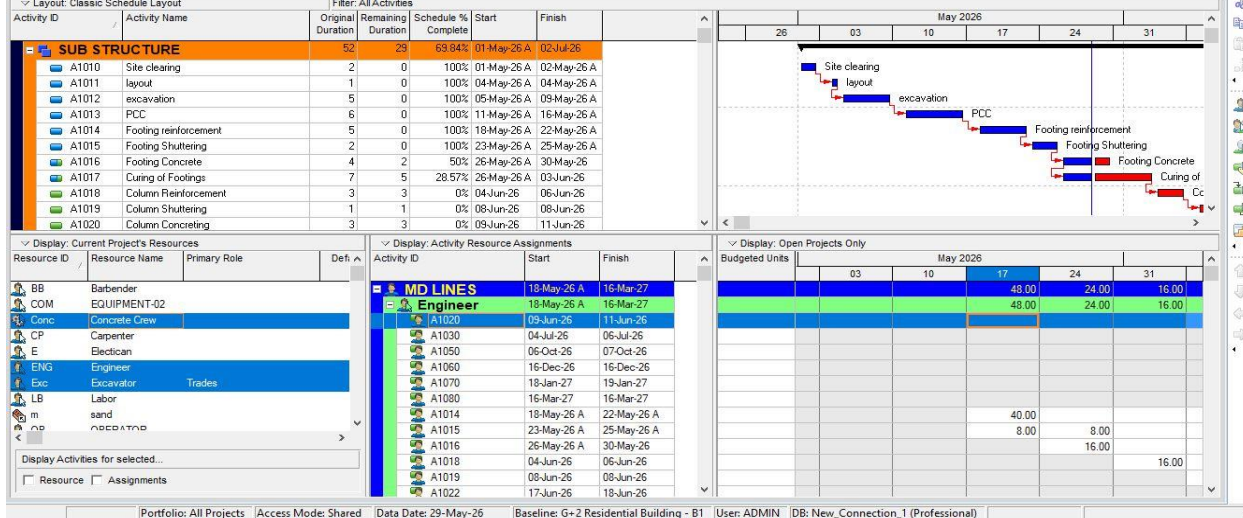 Layout: Classic Schedule Layout Filter: All Activities
Activity ID Activity Name Original Duration Remaining Duration Schedule % Complete Start Finish
May 2026
26 03 10 17 24 31
SUB STRUCTURE 52 29 69.84% 01-May-26 A 02-Jul-26
A1010 Site clearing 2 0 100% 01-May-26 A 02-May-26 A Site clearing
A1011 layout 1 0 100% 04-May-26 A 04-May-26 A layout
A1012 excavation 5 0 100% 05-May-26 A 09-May-26 A excavation
A1013 PCC 6 0 100% 11-May-26 A 16-May-26 A PCC
A1014 Footing reinforcement 5 0 100% 18-May-26 A 22-May-26 A Footing reinforcement
A1015 Footing Shuttering 2 0 100% 23-May-26 A 25-May-26 A Footing Shuttering
A1016 Footing Concrete 4 2 50% 26-May-26 A 30-May-26 Footing Concrete
A1017 Curing of Footings 7 5 28.57% 26-May-26 A 03-Jun-26 Curing of
A1018 Column Reinforcement 3 3 0% 04-Jun-26 06-Jun-26 Co
A1019 Column Shuttering 1 1 0% 08-Jun-26 08-Jun-26
A1020 Column Concreting 3 3 0% 09-Jun-26 11-Jun-26
Display: Current Project's Resources
Resource ID Resource Name Primary Role Defa
BB Barbender
COM EQUIPMENT-02
Conc Concrete Crew
CP Carpenter
E Electican
ENG Engineer
Exc Excavator Trades
LB Labor
m sand
OP OPERATOR
Display Activities for selected...
Resource Assignments
Display: Activity Resource Assignments
Activity ID Start Finish
MD LINES 18-May-26 A 16-Mar-27
Engineer 18-May-26 A 16-Mar-27
A1020 09-Jun-26 11-Jun-26
A1030 04-Jul-26 06-Jul-26
A1050 06-Oct-26 07-Oct-26
A1060 16-Dec-26 16-Dec-26
A1070 18-Jan-27 19-Jan-27
A1080 16-Mar-27 16-Mar-27
A1014 18-May-26 A 22-May-26 A
A1015 23-May-26 A 25-May-26 A
A1016 26-May-26 A 30-May-26
A1018 04-Jun-26 06-Jun-26
A1019 08-Jun-26 08-Jun-26
A1022 17-Jun-26 18-Jun-26
Display: Open Projects Only
Budgeted Units May 2026
03 10 17 24 31
48.00 24.00 16.00
48.00 24.00 16.00
40.00
8.00 8.00
16.00
16.00
Portfolio: All Projects Access Mode: Shared Data Date: 29-May-26 Baseline: G+2 Residential Building - B1 User: ADMIN DB: New_Connection_1 (Professional)